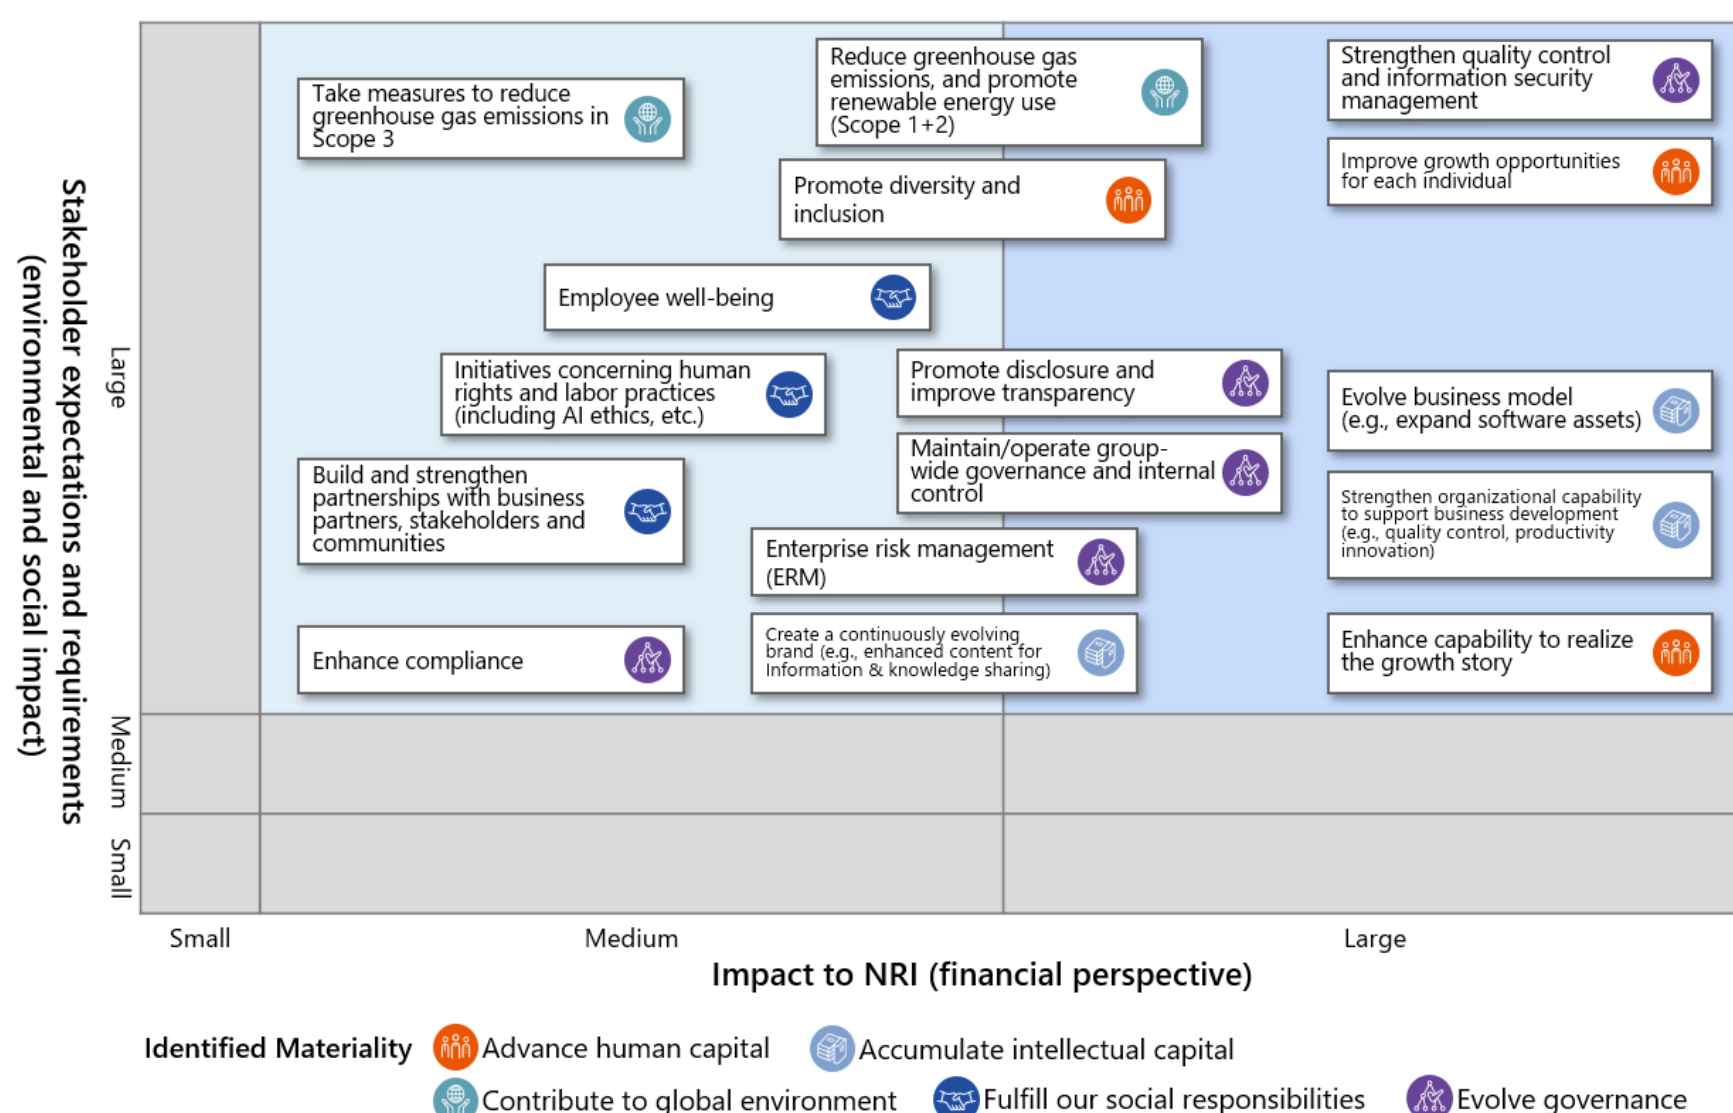 Stakeholder expectations and requirements
(environmental and social impact)
Large
Medium
Small
Take measures to reduce
greenhouse gas emissions in
Scope 3
Reduce greenhouse gas
emissions, and promote
renewable energy use
(Scope 1+2)
Strengthen quality control
and information security
management
Improve growth opportunities
for each individual
Promote diversity and
inclusion
Employee well-being
Initiatives concerning human
rights and labor practices
(including AI ethics, etc.)
Promote disclosure and
improve transparency
Evolve business model
(e.g., expand software assets)
Build and strengthen
partnerships with business
partners, stakeholders and
communities
Maintain/operate group-
wide governance and internal
control
Strengthen organizational capability
to support business development
(e.g., quality control, productivity
innovation)
Enterprise risk management
(ERM)
Enhance compliance
Create a continuously evolving
brand (e.g., enhanced content for
Information & knowledge sharing)
Enhance capability to realize
the growth story
Small
Medium
Large
Impact to NRI (financial perspective)
Identified Materiality
Advance human capital
Accumulate intellectual capital
Contribute to global environment
Fulfill our social responsibilities
Evolve governance